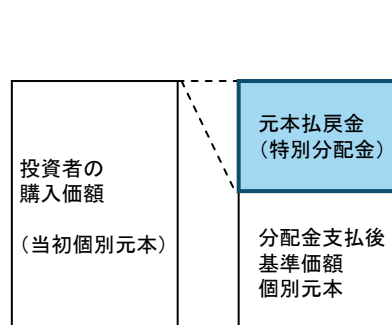 投資者の
購入価額
（当初個別元本）
元本払戻金
（特別分配金）
分配金支払後
基準価額
個別元本